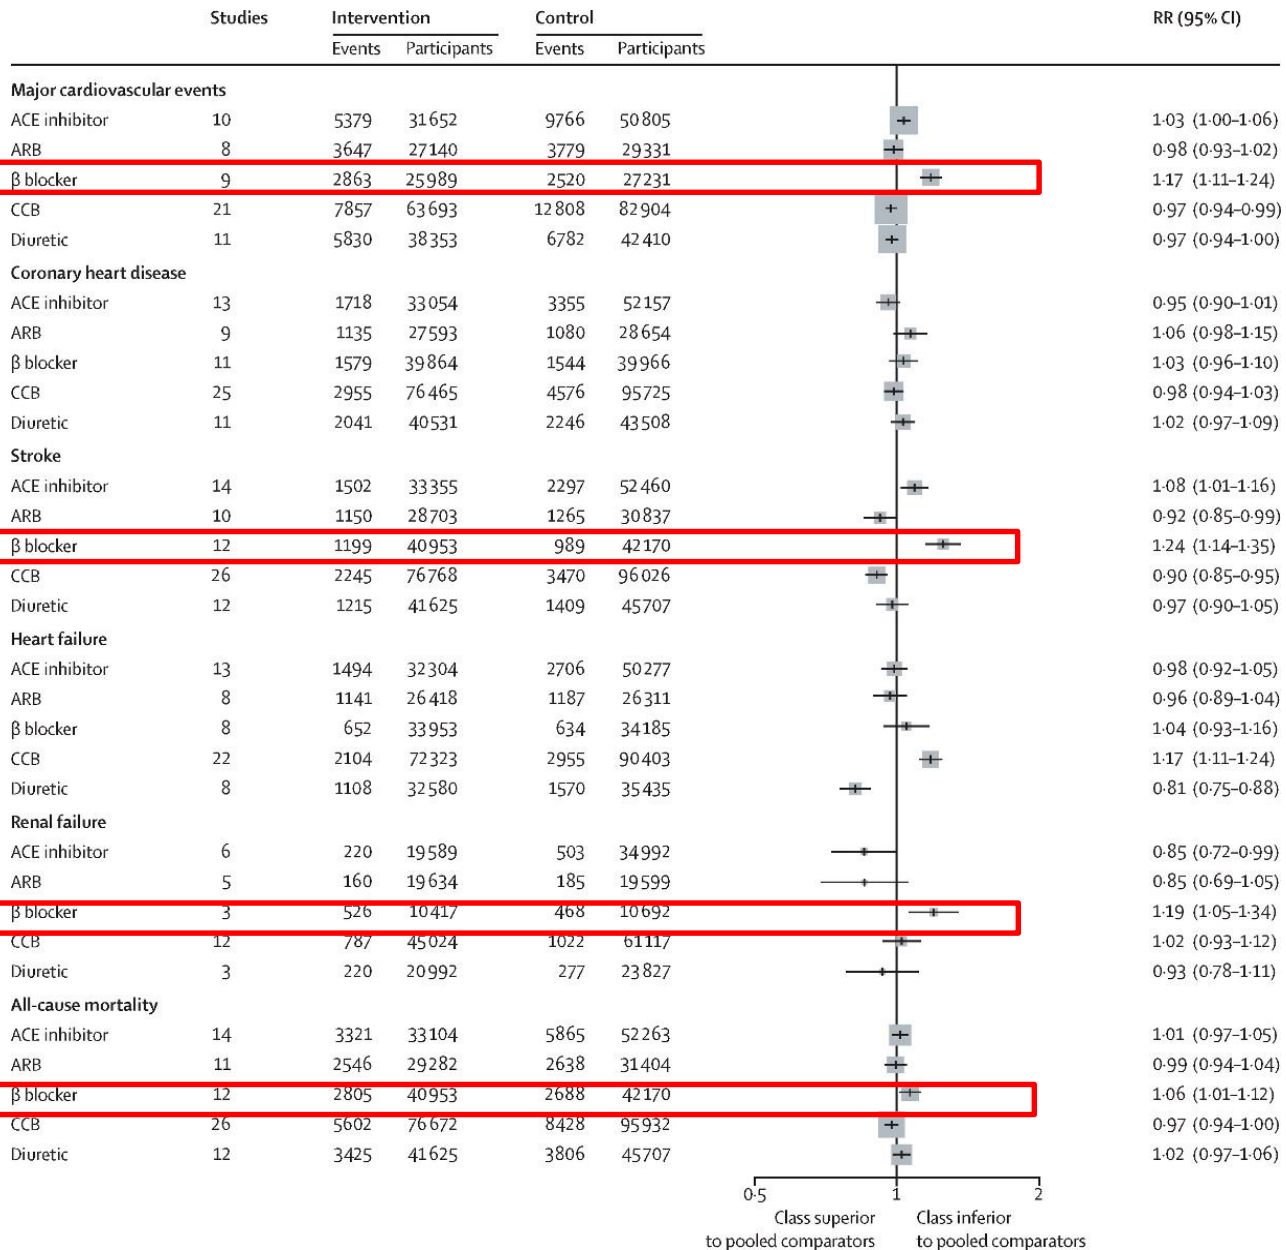 Studies Intervention Control RR (95% CI)
Events Participants Events Participants
Major cardiovascular events
ACE inhibitor 10 5379 31652 9766 50805 1·03 (1·00–1·06)
ARB 8 3647 27140 3779 29331 0·98 (0·93–1·02)
β blocker 9 2863 25989 2520 27231 1·17 (1·11–1·24)
CCB 21 7857 63693 12808 82904 0·97 (0·94–0·99)
Diuretic 11 5830 38353 6782 42410 0·97 (0·94–1·00)
Coronary heart disease
ACE inhibitor 13 1718 33054 3355 52157 0·95 (0·90–1·01)
ARB 9 1135 27593 1080 28654 1·06 (0·98–1·15)
β blocker 11 1579 39864 1544 39966 1·03 (0·96–1·10)
CCB 25 2955 76465 4576 95725 0·98 (0·94–1·03)
Diuretic 11 2041 40531 2246 43508 1·02 (0·97–1·09)
Stroke
ACE inhibitor 14 1502 33355 2297 52460 1·08 (1·01–1·16)
ARB 10 1150 28703 1265 30837 0·92 (0·85–0·99)
β blocker 12 1199 40953 989 42170 1·24 (1·14–1·35)
CCB 26 2245 76768 3470 96026 0·90 (0·85–0·95)
Diuretic 12 1215 41625 1409 45707 0·97 (0·90–1·05)
Heart failure
ACE inhibitor 13 1494 32304 2706 50277 0·98 (0·92–1·05)
ARB 8 1141 26418 1187 26311 0·96 (0·89–1·04)
β blocker 8 652 33953 634 34185 1·04 (0·93–1·16)
CCB 22 2104 72323 2955 90403 1·17 (1·11–1·24)
Diuretic 8 1108 32580 1570 35435 0·81 (0·75–0·88)
Renal failure
ACE inhibitor 6 220 19589 503 34992 0·85 (0·72–0·99)
ARB 5 160 19634 185 19599 0·85 (0·69–1·05)
β blocker 3 526 10417 468 10692 1·19 (1·05–1·34)
CCB 12 787 45024 1022 61117 1·02 (0·93–1·12)
Diuretic 3 220 20992 277 23827 0·93 (0·78–1·11)
All-cause mortality
ACE inhibitor 14 3321 33104 5865 52263 1·01 (0·97–1·05)
ARB 11 2546 29282 2638 31404 0·99 (0·94–1·04)
β blocker 12 2805 40953 2688 42170 1·06 (1·01–1·12)
CCB 26 5602 76672 8428 95932 0·97 (0·94–1·00)
Diuretic 12 3425 41625 3806 45707 1·02 (0·97–1·06)
0·5 1 2
Class superior Class inferior
to pooled comparators to pooled comparators